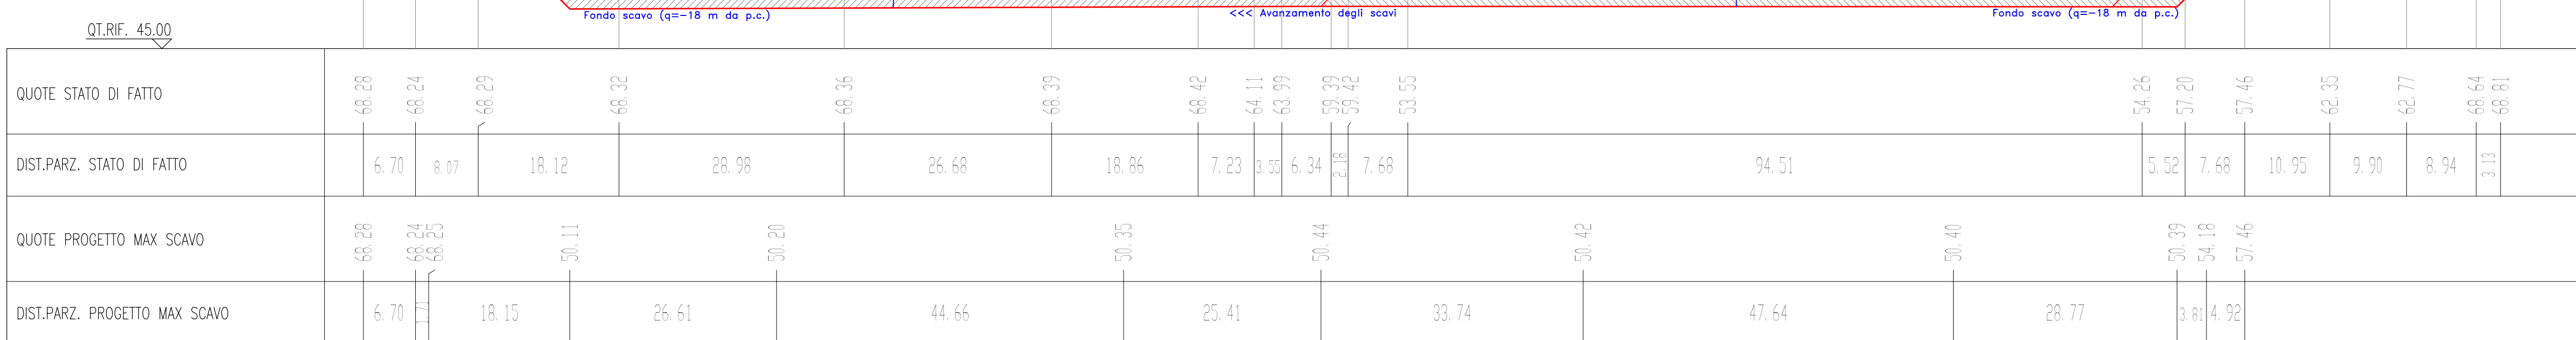 Fondo scavo (q=-18 m da p.c.)
<<< Avanzamento degli scavi
Fondo scavo (q=-18 m da p.c.)
QT.RIF. 45.00
QUOTE STATO DI FATTO 68.28 68.24 68.29 68.32 68.36 68.39 68.42 64.11 63.99 59.39 59.42 53.55 54.26 57.20 57.46 62.35 62.77 68.64 68.81
DIST.PARZ. STATO DI FATTO 6.70 8.07 18.12 28.98 26.68 18.86 7.23 3.55 6.34 2.18 7.68 94.51 5.52 7.68 10.95 9.90 8.94 3.13
QUOTE PROGETTO MAX SCAVO 68.28 68.24 68.25 50.11 50.20 50.35 50.44 50.42 50.40 50.39 54.18 57.46
DIST.PARZ. PROGETTO MAX SCAVO 6.70 1.71 18.15 26.61 44.66 25.41 33.74 47.64 28.77 3.81 4.92